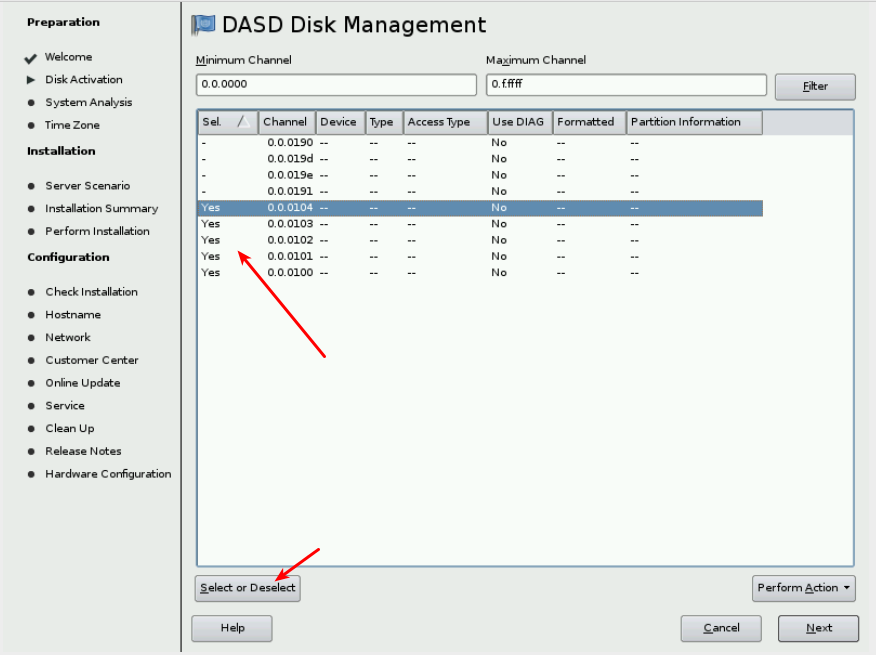 Preparation
Welcome
Disk Activation
System Analysis
Time Zone
Installation
Server Scenario
Installation Summary
Perform Installation
Configuration
Check Installation
Hostname
Network
Customer Center
Online Update
Service
Clean Up
Release Notes
Hardware Configuration
DASD Disk Management
Minimum Channel Maximum Channel
0.0.0000 0.f.ffff Filter
Sel. Channel Device Type Access Type Use DIAG Formatted Partition Information
- 0.0.0190 -- -- -- No -- --
- 0.0.019d -- -- -- No -- --
- 0.0.019e -- -- -- No -- --
- 0.0.0191 -- -- -- No -- --
Yes 0.0.0104 -- -- -- No -- --
Yes 0.0.0103 -- -- -- No -- --
Yes 0.0.0102 -- -- -- No -- --
Yes 0.0.0101 -- -- -- No -- --
Yes 0.0.0100 -- -- -- No -- --
Select or Deselect Perform Action
Help Cancel Next